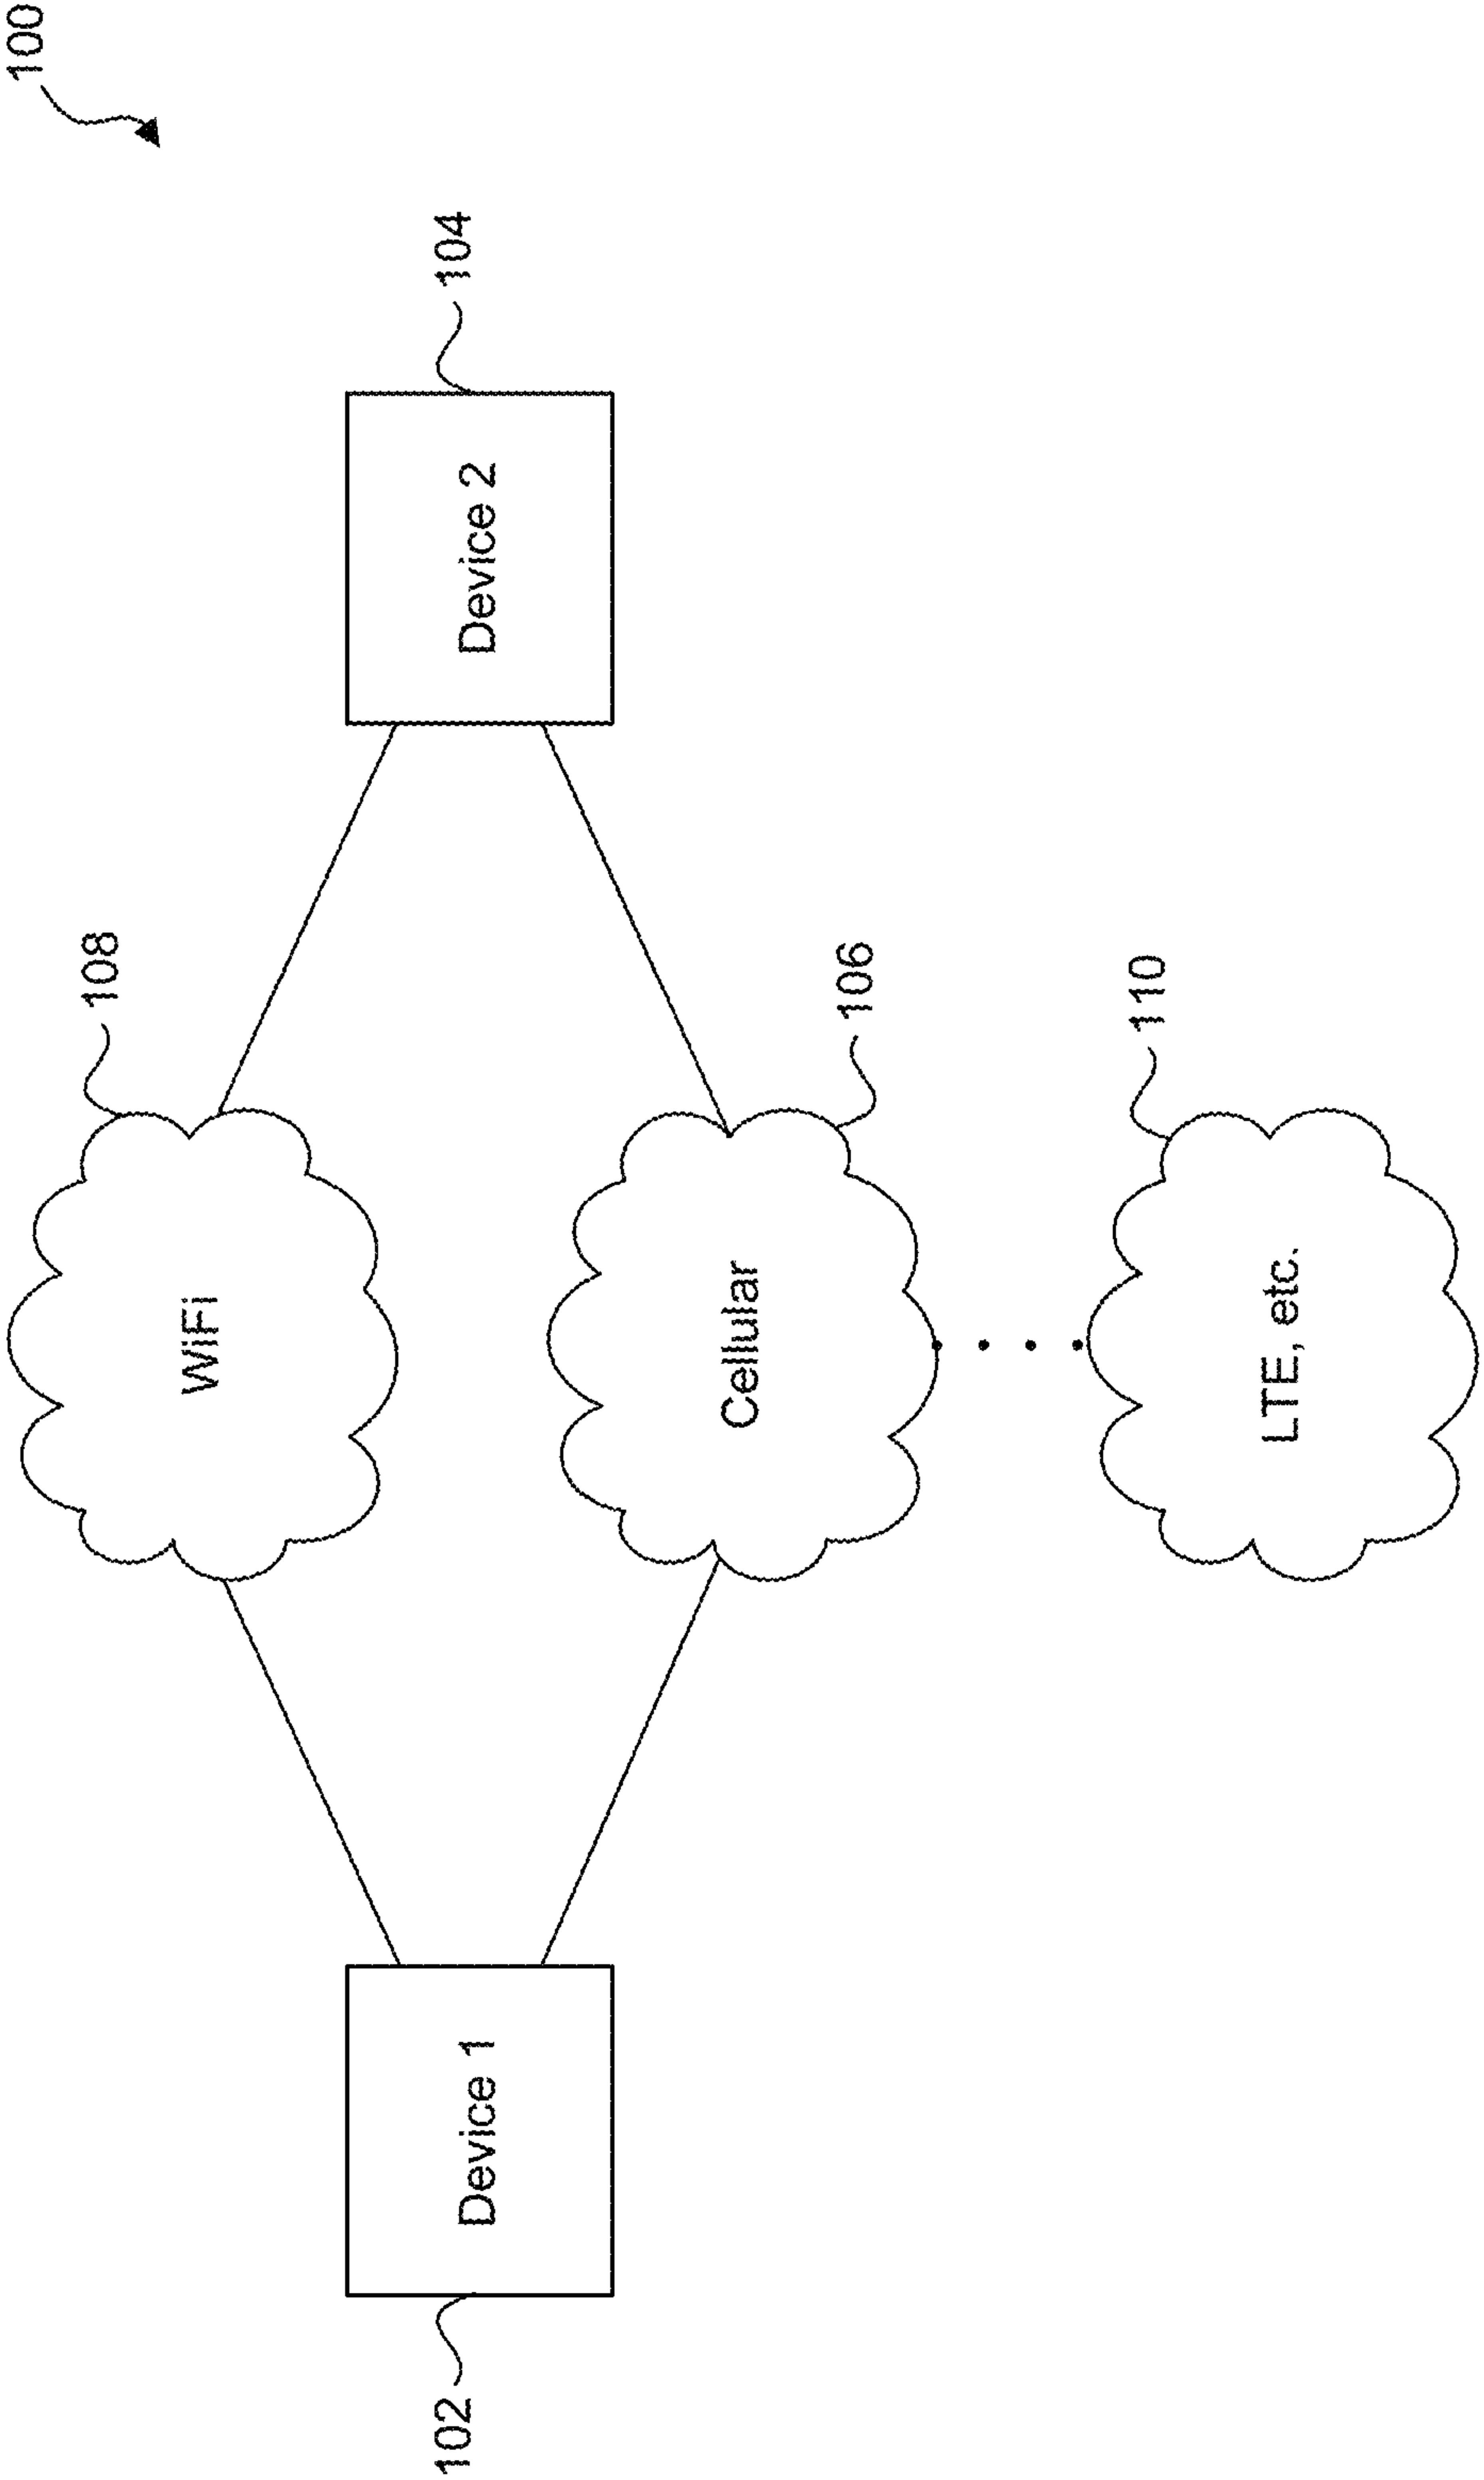 100
108
WiFi
102
Device 1
Device 2
104
106
Cellular
110
LTE, etc.